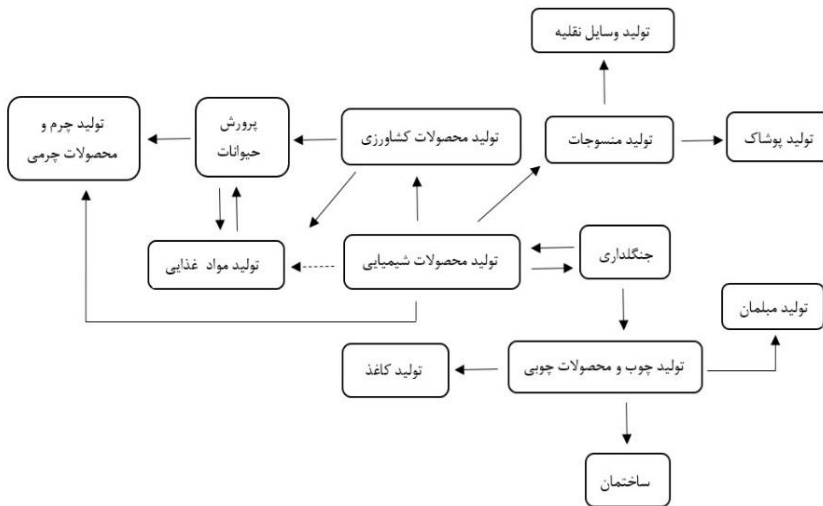 تولید وسایل نقلیه
تولید پوشاک
تولید منسوجات
تولید محصولات کشاورزی
پرورش
حیوانات
تولید چرم و
محصولات چرمی
جنگلداری
تولید محصولات شیمیایی
تولید مواد غذایی
تولید مبلمان
تولید چوب و محصولات چوبی
تولید کاغذ
ساختمان